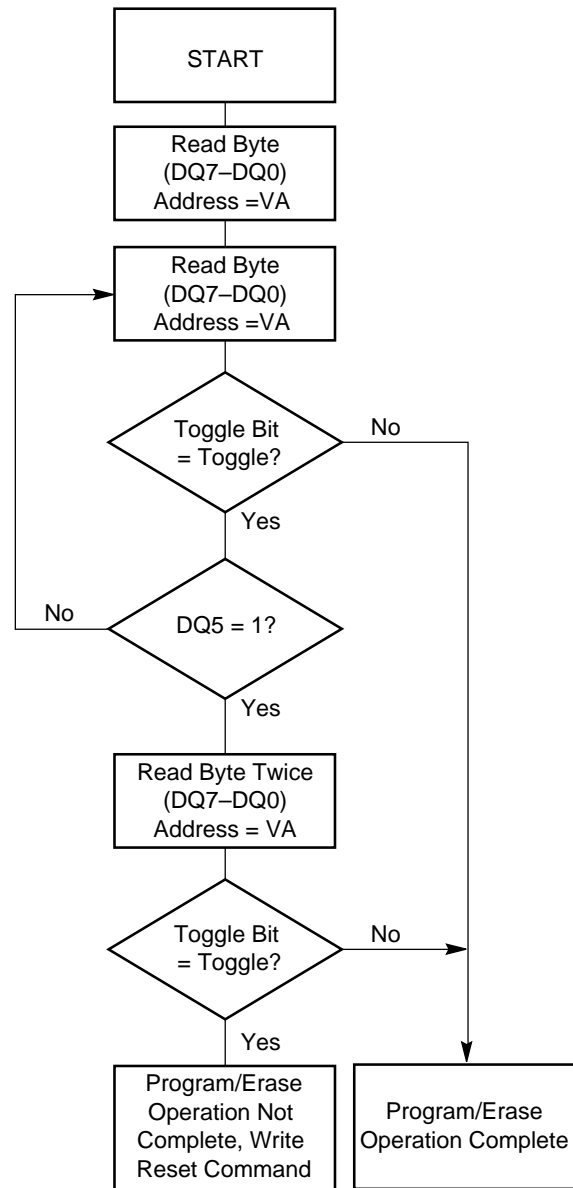 START
Read Byte
(DQ7–DQ0)
Address =VA
Read Byte
(DQ7–DQ0)
Address =VA
Toggle Bit
= Toggle?
No
Yes
No
DQ5 = 1?
Yes
Read Byte Twice
(DQ7–DQ0)
Address = VA
Toggle Bit
= Toggle?
No
Yes
Program/Erase
Operation Not
Complete, Write
Reset Command
Program/Erase
Operation Complete